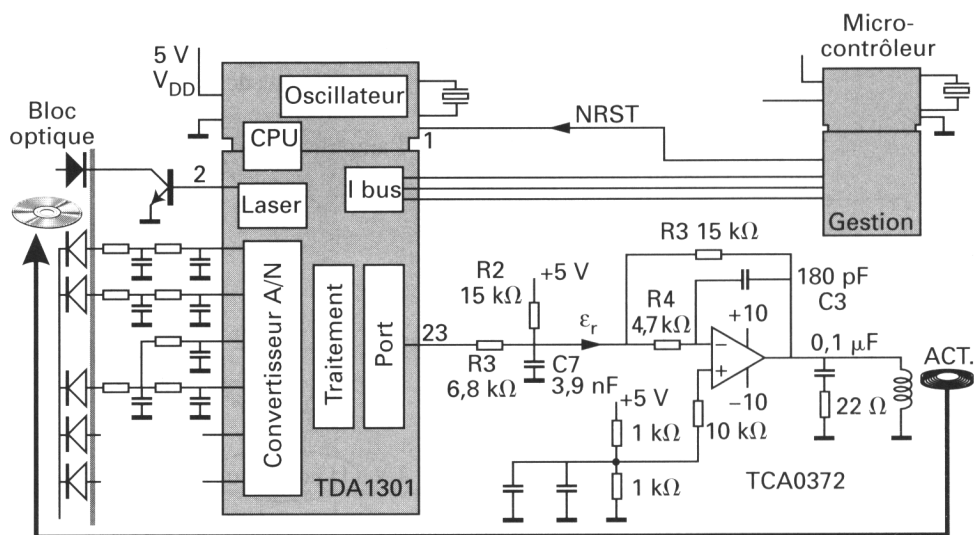 Micro-
contrôleur
5 V
V_DD
Oscillateur
Bloc
optique
CPU
1
NRST
2
I bus
Laser
Gestion
R3 15 kΩ
+5 V
R2
15 kΩ
180 pF
C3
R4
4,7 kΩ
ε_r
+10
23
0,1 µF
ACT.
Convertisseur A/N
Traitement
Port
R3
6,8 kΩ
C7
3,9 nF
−
+
−10
22 Ω
+5 V
10 kΩ
1 kΩ
1 kΩ
TDA1301
TCA0372